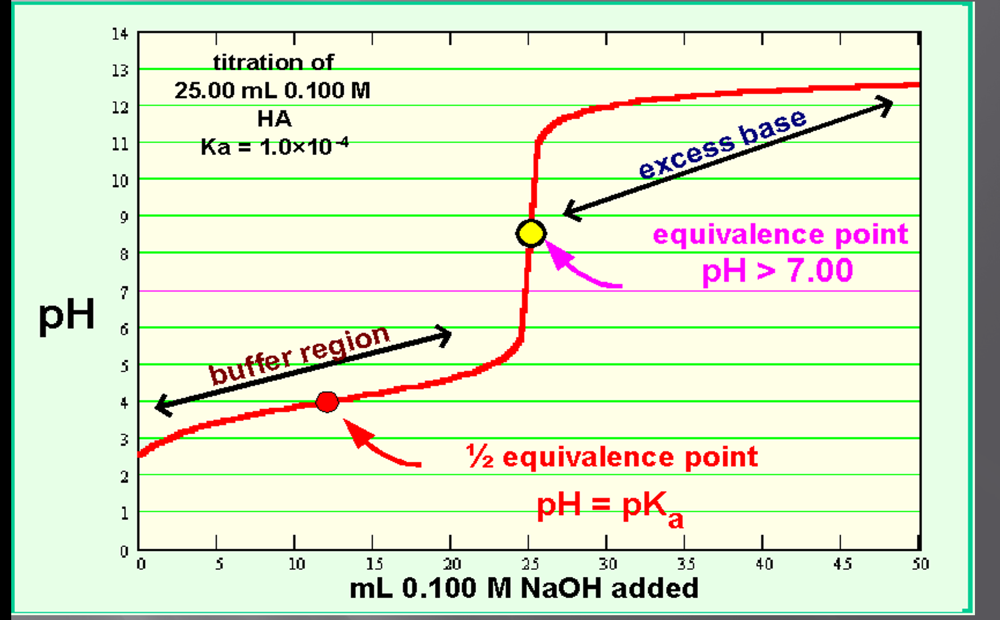 titration of
25.00 mL 0.100 M
HA
Ka = 1.0×10⁻⁴
14
13
12
11
10
9
8
7
6
5
4
3
2
1
0
pH
excess base
equivalence point
pH > 7.00
buffer region
½ equivalence point
pH = pKₐ
0 5 10 15 20 25 30 35 40 45 50
mL 0.100 M NaOH added